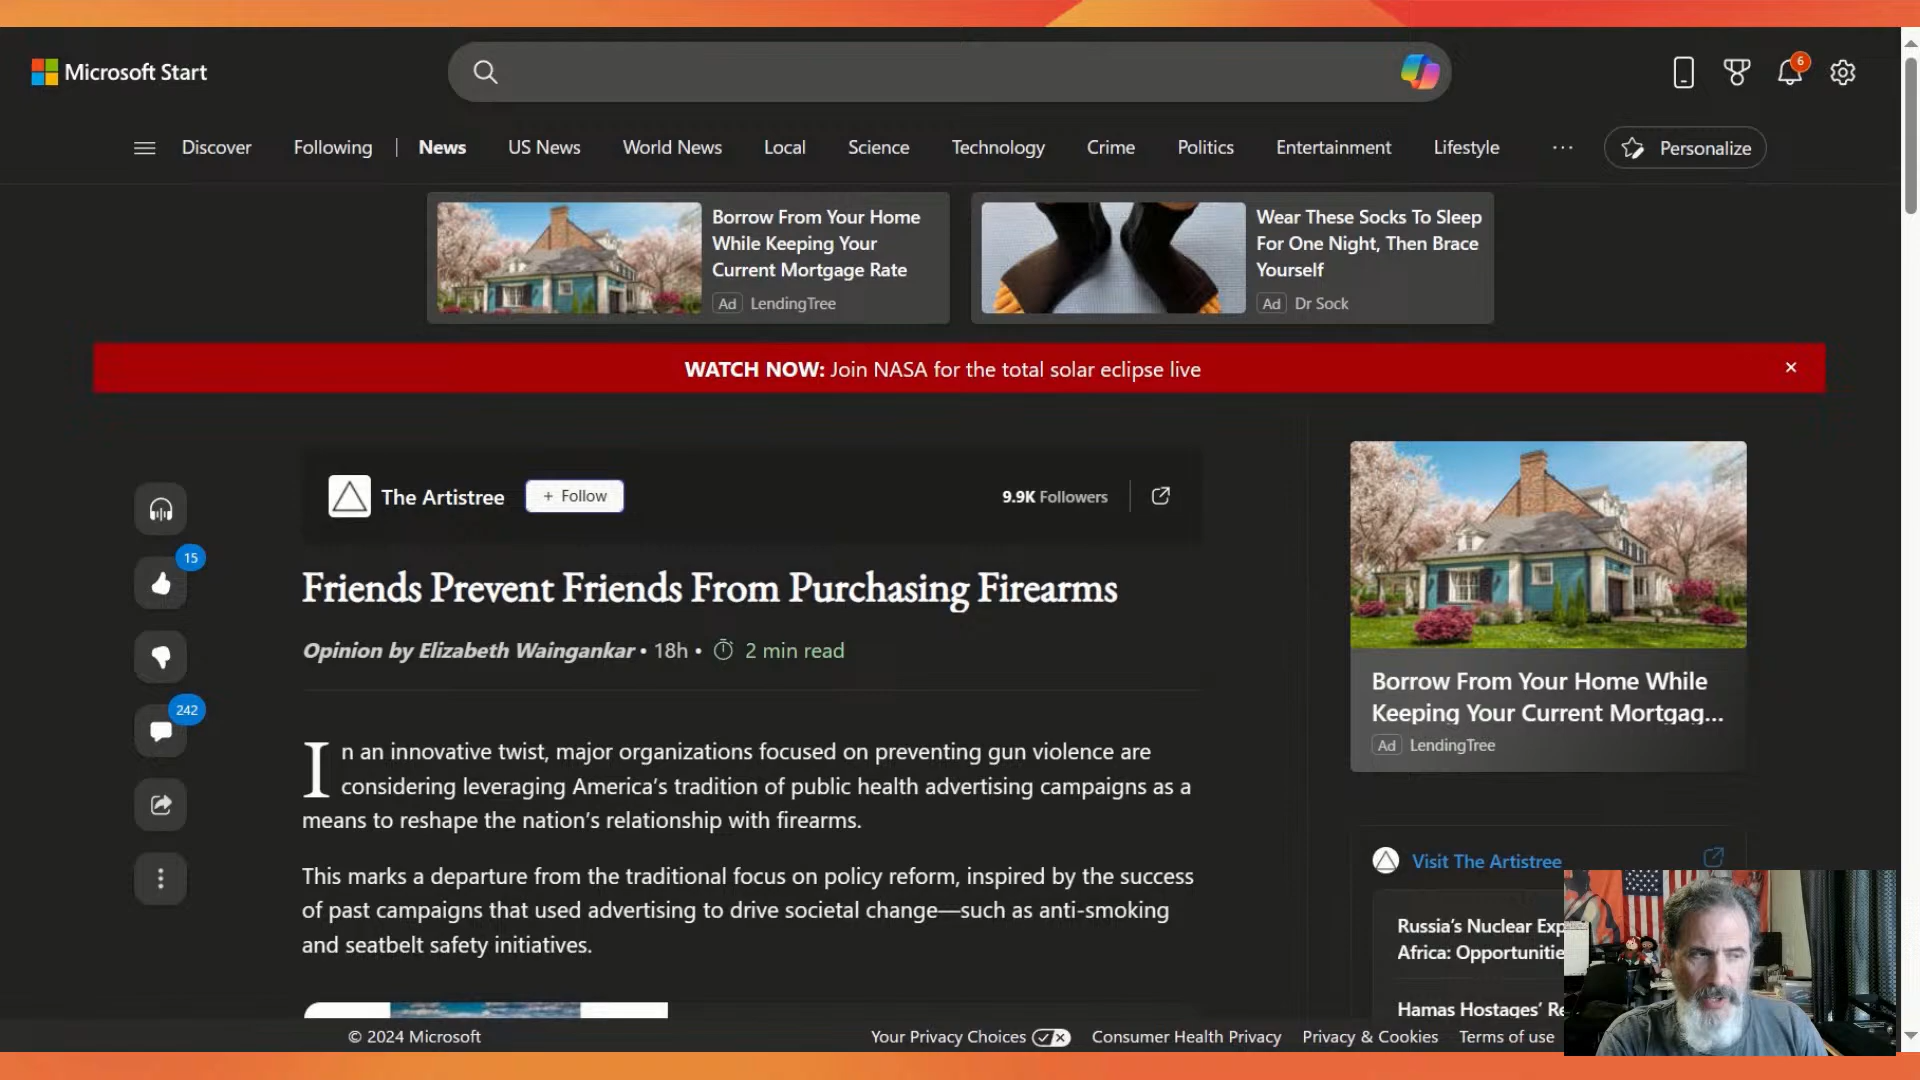 Microsoft Start
6
Discover
Following
News
US News
World News
Local
Science
Technology
Crime
Politics
Entertainment
Lifestyle
Personalize
Borrow From Your Home
While Keeping Your
Current Mortgage Rate
Ad LendingTree
Wear These Socks To Sleep
For One Night, Then Brace
Yourself
Ad Dr Sock
WATCH NOW: Join NASA for the total solar eclipse live
The Artistree
+ Follow
9.9K Followers
15
242
Friends Prevent Friends From Purchasing Firearms
Opinion by Elizabeth Waingankar • 18h • 2 min read
In an innovative twist, major organizations focused on preventing gun violence are
considering leveraging America’s tradition of public health advertising campaigns as a
means to reshape the nation’s relationship with firearms.
This marks a departure from the traditional focus on policy reform, inspired by the success
of past campaigns that used advertising to drive societal change—such as anti-smoking
and seatbelt safety initiatives.
Borrow From Your Home While
Keeping Your Current Mortgag...
Ad LendingTree
Visit The Artistree
Russia’s Nuclear Exp
Africa: Opportunitie
Hamas Hostages’ Re
© 2024 Microsoft
Your Privacy Choices
Consumer Health Privacy
Privacy & Cookies
Terms of use